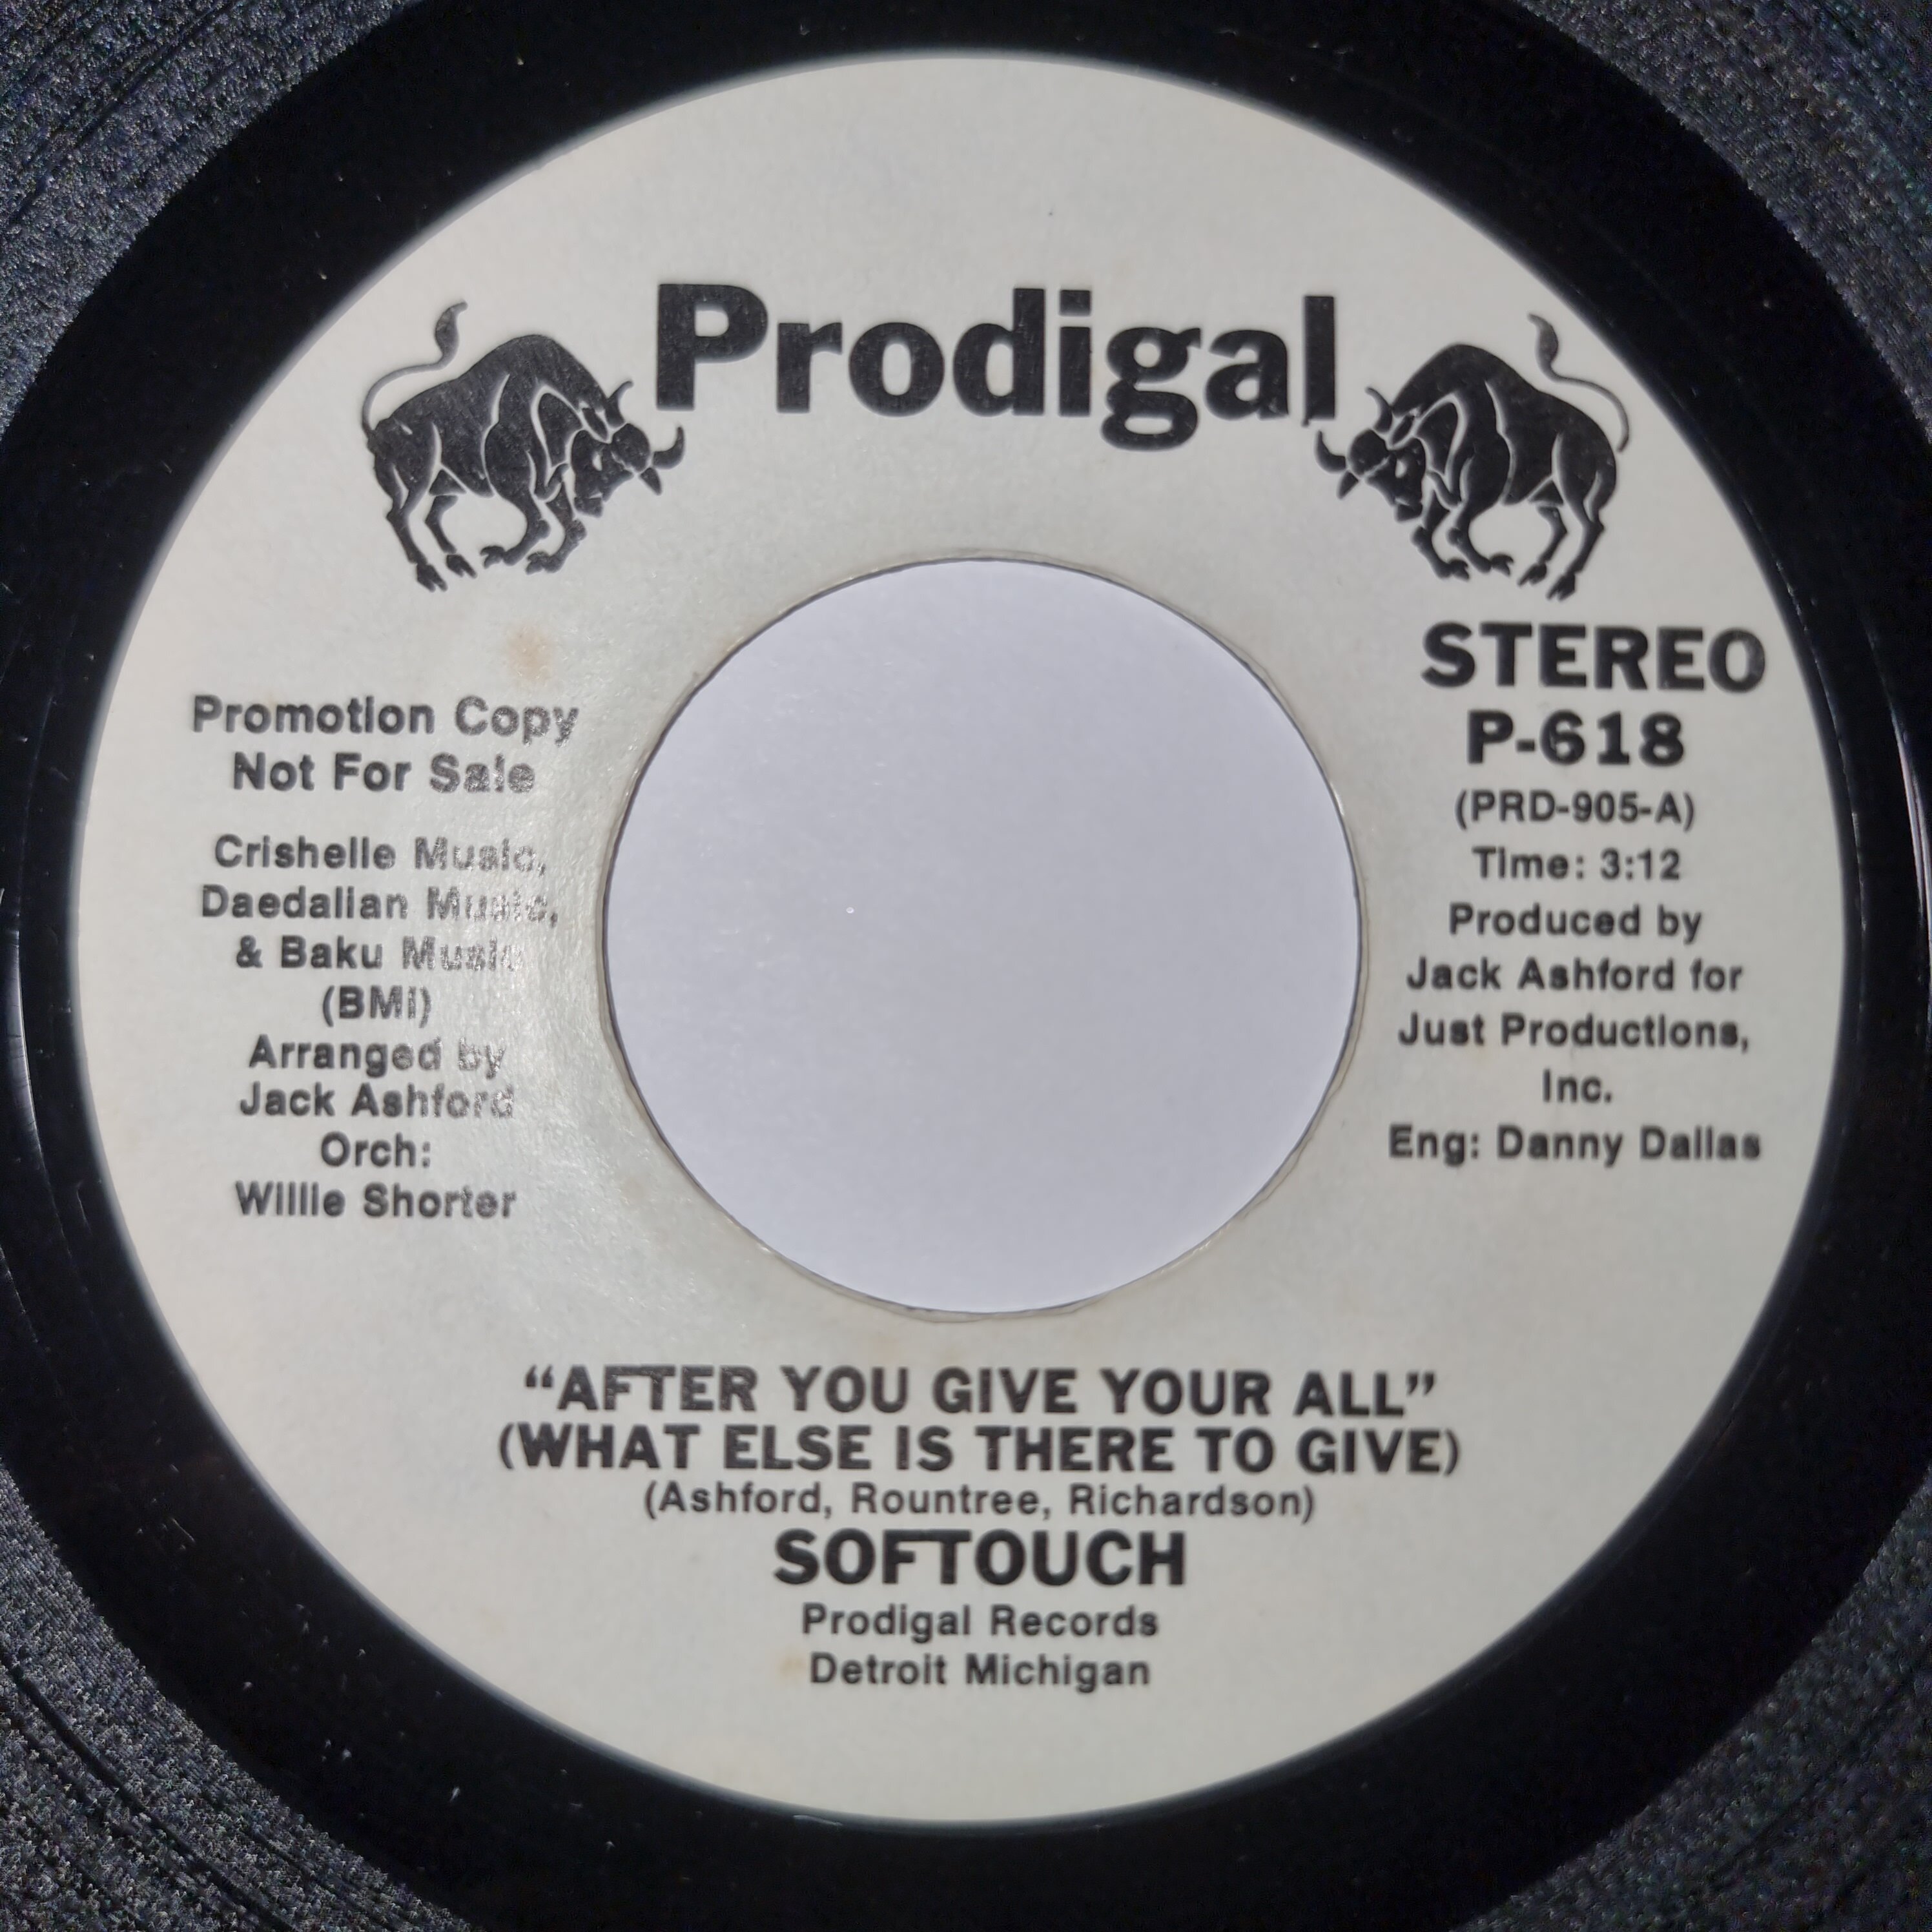 Prodigal
Promotion Copy
Not For Sale
Crishelle Music,
Daedalian Music,
& Baku Music
(BMI)
Arranged by
Jack Ashford
Orch:
Willie Shorter
STEREO
P-618
(PRD-905-A)
Time: 3:12
Produced by
Jack Ashford for
Just Productions,
Inc.
Eng: Danny Dallas
“AFTER YOU GIVE YOUR ALL”
(WHAT ELSE IS THERE TO GIVE)
(Ashford, Rountree, Richardson)
SOFTOUCH
Prodigal Records
Detroit Michigan